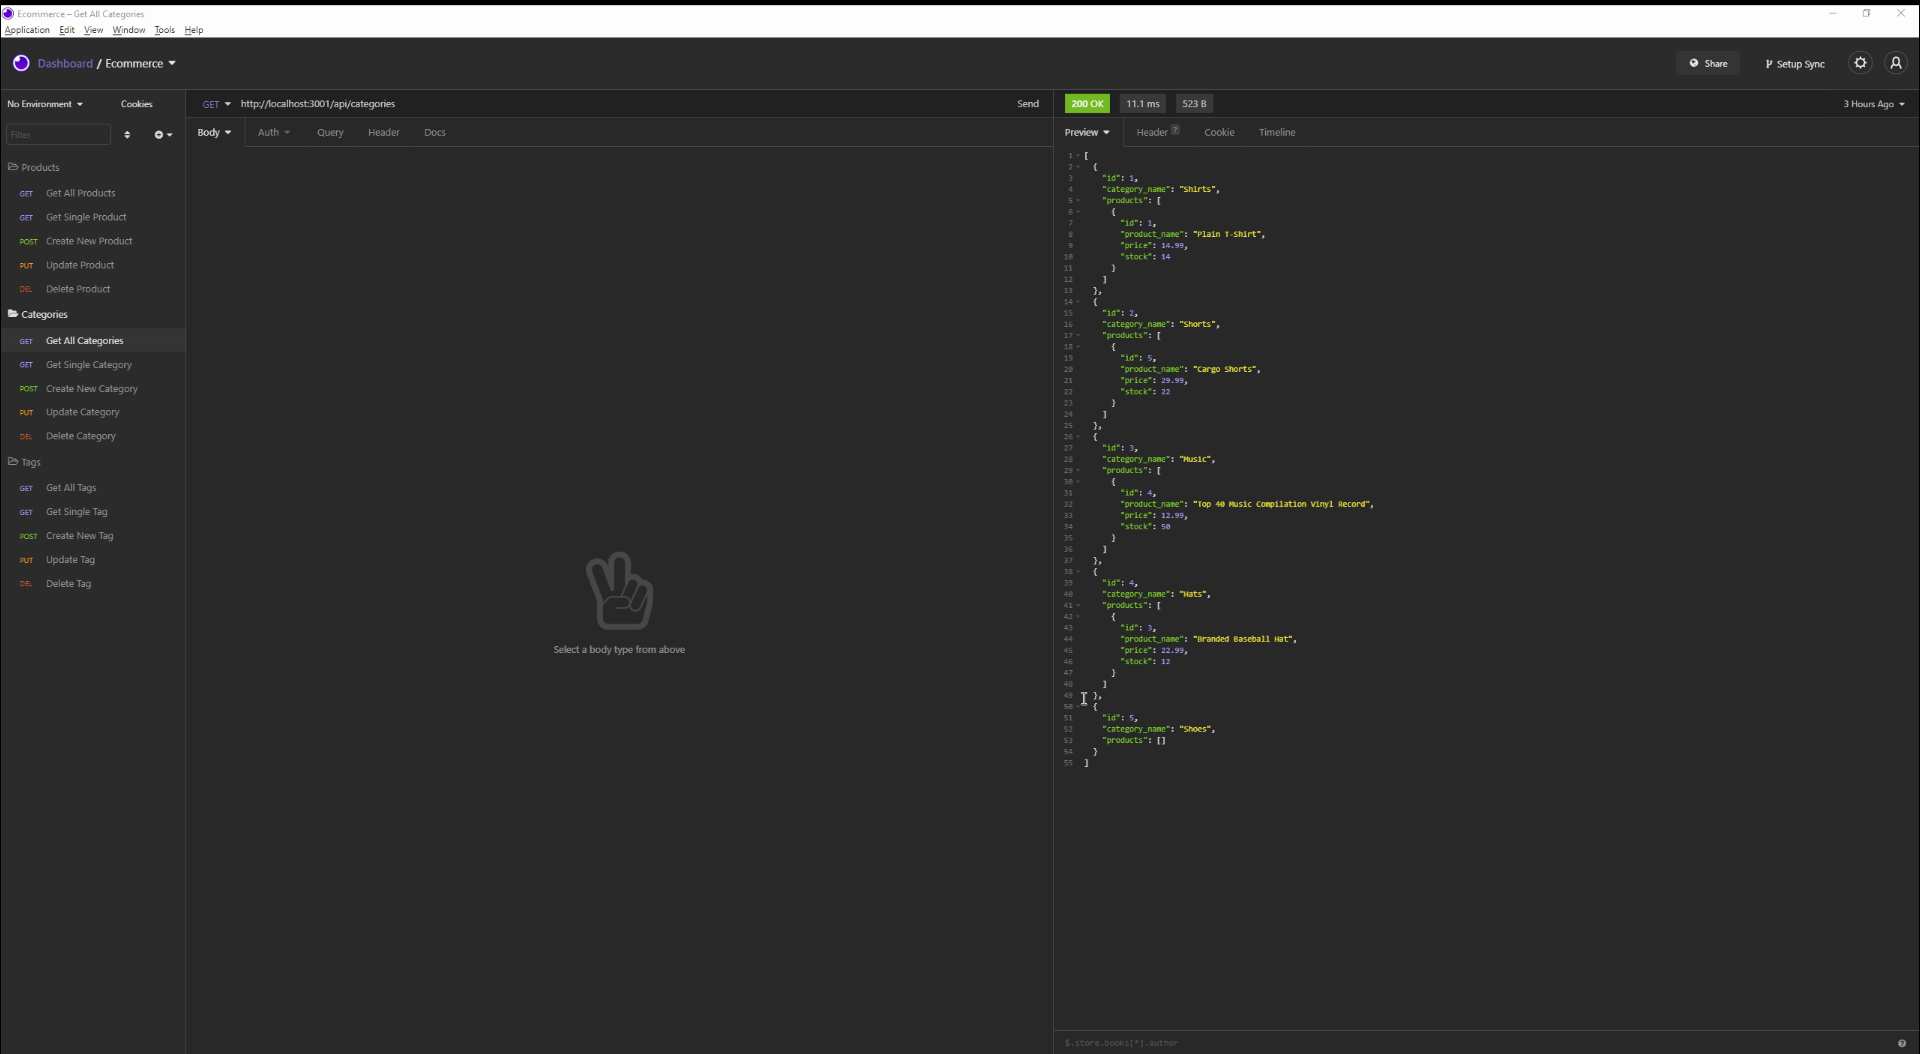 Ecommerce – Get All Categories
Application Edit View Window Tools Help
Dashboard / Ecommerce
Share
Setup Sync
No Environment
Cookies
GET http://localhost:3001/api/categories
Send
200 OK 11.1 ms 523 B
3 Hours Ago
Filter
Body Auth Query Header Docs
Preview Header 7 Cookie Timeline
Products
GET Get All Products
GET Get Single Product
POST Create New Product
PUT Update Product
DEL Delete Product
Categories
GET Get All Categories
GET Get Single Category
POST Create New Category
PUT Update Category
DEL Delete Category
Tags
GET Get All Tags
GET Get Single Tag
POST Create New Tag
PUT Update Tag
DEL Delete Tag
Select a body type from above
1 [
2 {
3 "id": 1,
4 "category_name": "Shirts",
5 "products": [
6 {
7 "id": 1,
8 "product_name": "Plain T-Shirt",
9 "price": 14.99,
10 "stock": 14
11 }
12 ]
13 },
14 {
15 "id": 2,
16 "category_name": "Shorts",
17 "products": [
18 {
19 "id": 5,
20 "product_name": "Cargo Shorts",
21 "price": 29.99,
22 "stock": 22
23 }
24 ]
25 },
26 {
27 "id": 3,
28 "category_name": "Music",
29 "products": [
30 {
31 "id": 4,
32 "product_name": "Top 40 Music Compilation Vinyl Record",
33 "price": 12.99,
34 "stock": 50
35 }
36 ]
37 },
38 {
39 "id": 4,
40 "category_name": "Hats",
41 "products": [
42 {
43 "id": 3,
44 "product_name": "Branded Baseball Hat",
45 "price": 22.99,
46 "stock": 12
47 }
48 ]
49 },
50 {
51 "id": 5,
52 "category_name": "Shoes",
53 "products": []
54 }
55 ]
$.store.books[*].author